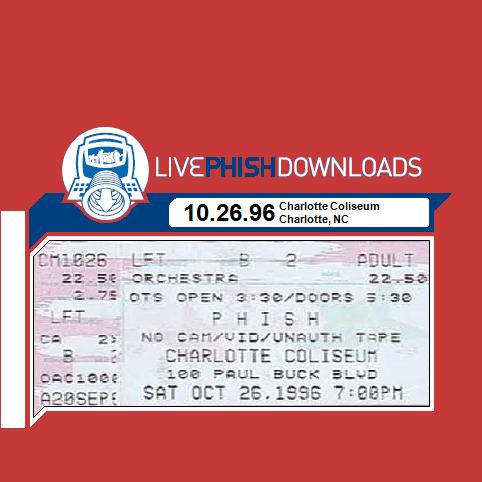 LIVEPHISHDOWNLOADS
10.26.96 Charlotte Coliseum
Charlotte, NC
CM1026 LFT B 2 ADULT
22.50 ORCHESTRA 22.50
2.75 OTS OPEN 3:30/DOORS 5:30
LFT P H I S H
CA NO CAM/VID/UNAUTH TAPE
B CHARLOTTE COLISEUM
100 PAUL BUCK BLVD
A20SEP SAT OCT 26,1996 7:00PM